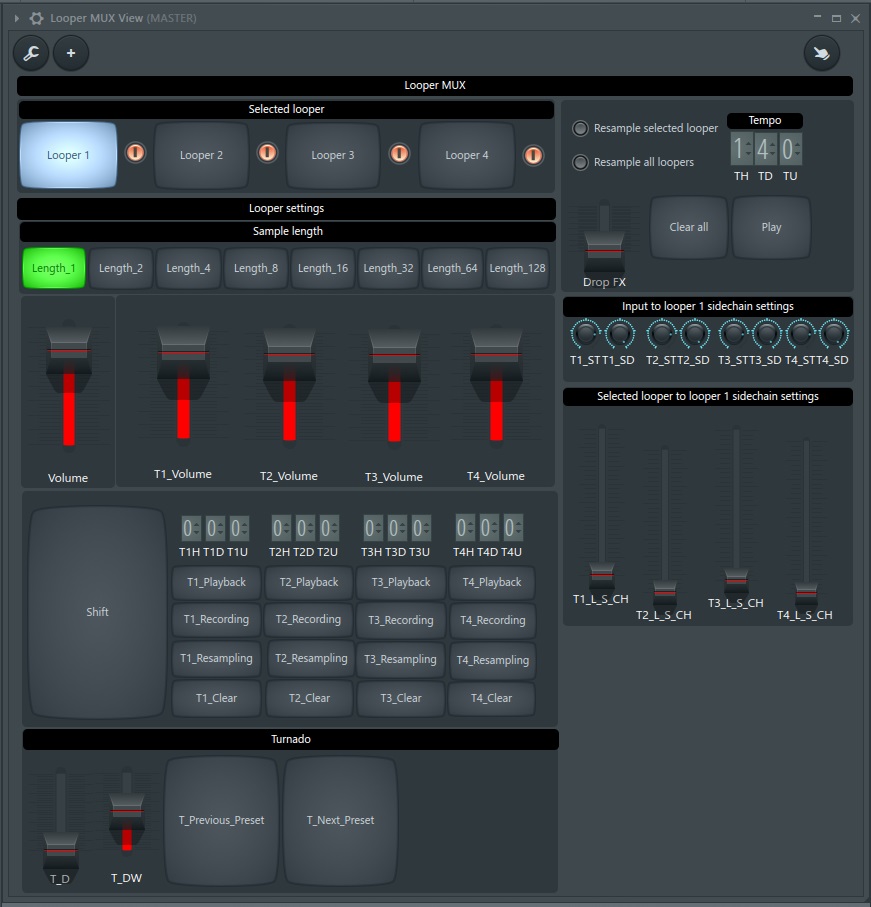 Looper MUX View (MASTER)
+
Looper MUX
Selected looper
Looper 1
Looper 2
Looper 3
Looper 4
Resample selected looper
Resample all loopers
Tempo
1 4 0
TH TD TU
Clear all
Play
Drop FX
Looper settings
Sample length
Length_1
Length_2
Length_4
Length_8
Length_16
Length_32
Length_64
Length_128
Input to looper 1 sidechain settings
T1_ST T1_SD T2_ST T2_SD T3_ST T3_SD T4_ST T4_SD
Selected looper to looper 1 sidechain settings
T1_L_S_CH
T2_L_S_CH
T3_L_S_CH
T4_L_S_CH
Volume
T1_Volume
T2_Volume
T3_Volume
T4_Volume
Shift
0 0 0 0 0 0 0 0 0 0 0 0
T1H T1D T1U T2H T2D T2U T3H T3D T3U T4H T4D T4U
T1_Playback T2_Playback T3_Playback T4_Playback
T1_Recording T2_Recording T3_Recording T4_Recording
T1_Resampling T2_Resampling T3_Resampling T4_Resampling
T1_Clear T2_Clear T3_Clear T4_Clear
Turnado
T_D
T_DW
T_Previous_Preset
T_Next_Preset